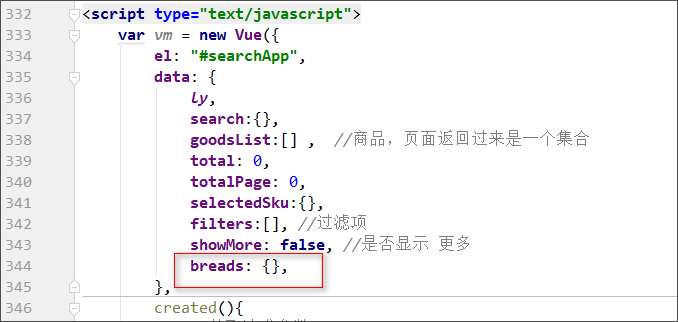 332 <script type="text/javascript">
333 var vm = new Vue({
334 el: "#searchApp",
335 data: {
336 ly,
337 search:{},
338 goodsList:[] , //商品，页面返回过来是一个集合
339 total: 0,
340 totalPage: 0,
341 selectedSku:{},
342 filters:[], //过滤项
343 showMore: false, //是否显示 更多
344 breads: {},
345 },
346 created(){